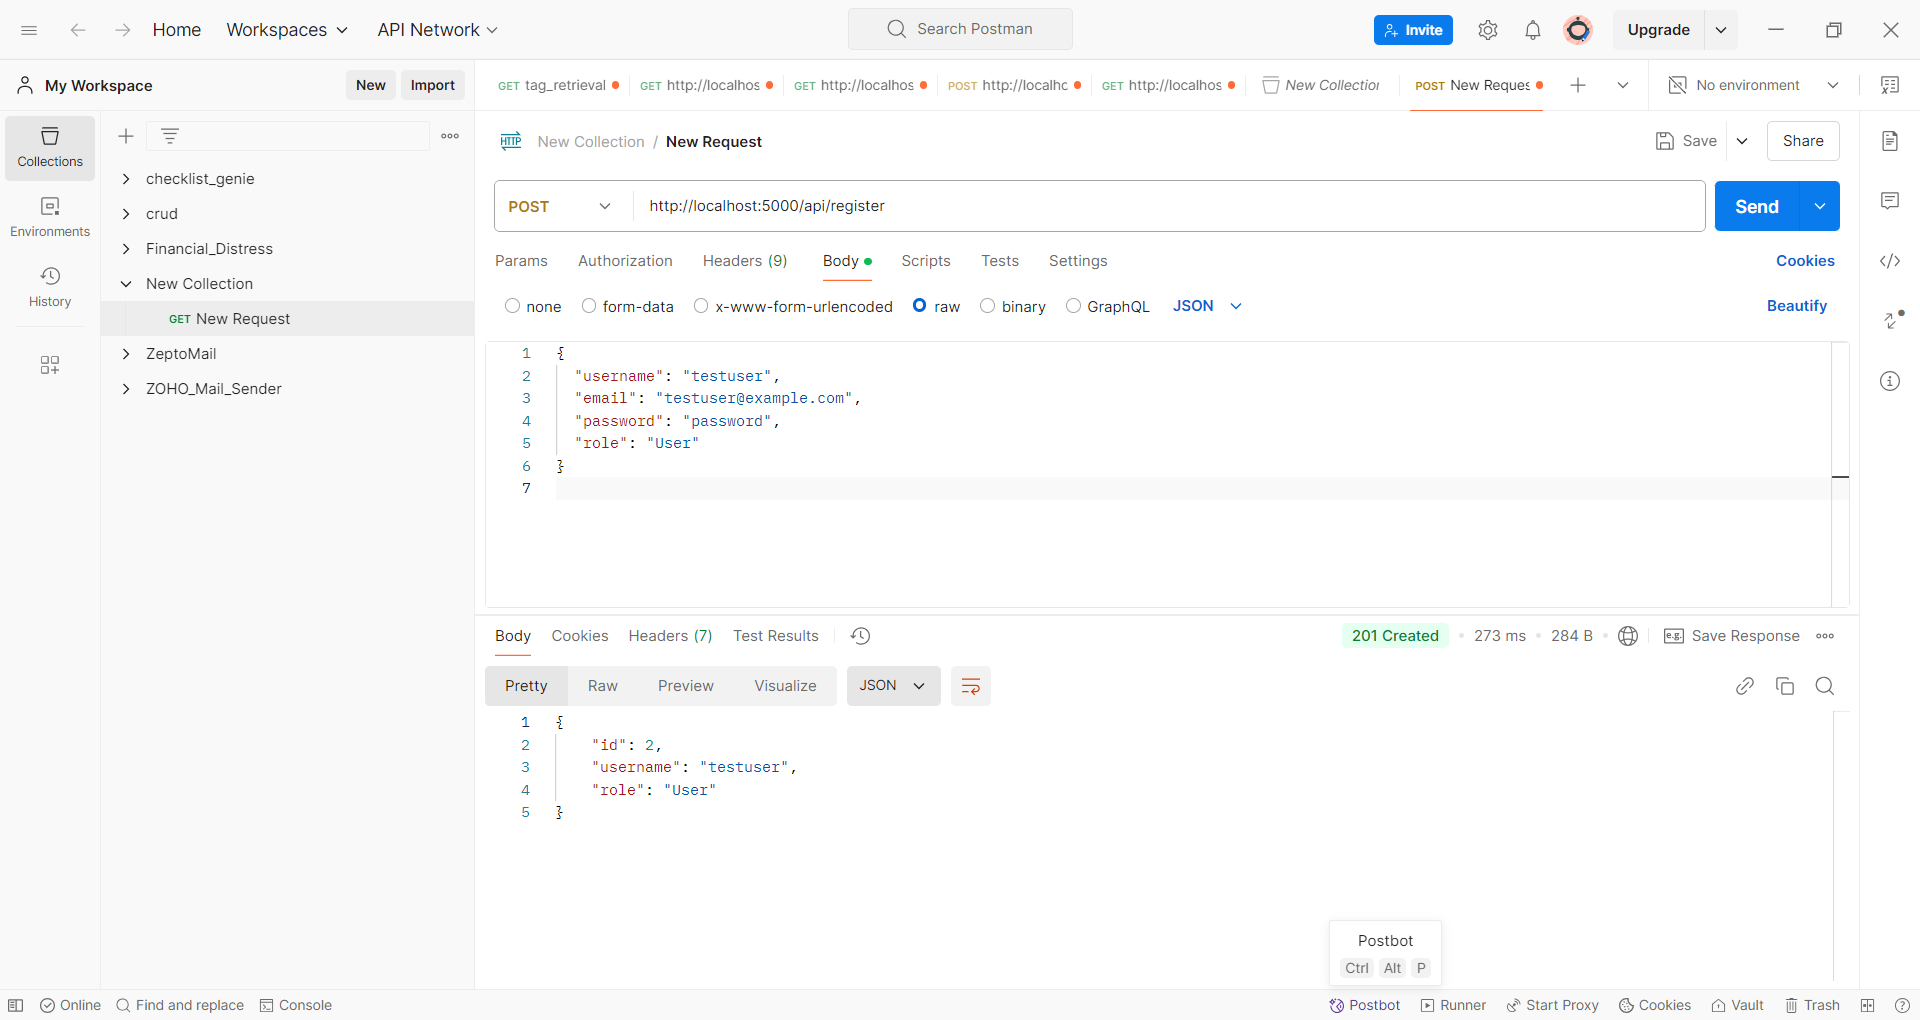 Home Workspaces API Network Search Postman Invite Upgrade
My Workspace New Import GET tag_retrieval GET http://localhos GET http://localhos POST http://localhc GET http://localhos New Collection POST New Reques No environment
Collections
Environments
History
checklist_genie
crud
Financial_Distress
New Collection
GET New Request
ZeptoMail
ZOHO_Mail_Sender
HTTP New Collection / New Request Save Share
POST http://localhost:5000/api/register Send
Params Authorization Headers (9) Body Scripts Tests Settings Cookies
none form-data x-www-form-urlencoded raw binary GraphQL JSON Beautify
1 {
2 "username": "testuser",
3 "email": "testuser@example.com",
4 "password": "password",
5 "role": "User"
6 }
7
Body Cookies Headers (7) Test Results 201 Created 273 ms 284 B e.g. Save Response
Pretty Raw Preview Visualize JSON
1 {
2 "id": 2,
3 "username": "testuser",
4 "role": "User"
5 }
Postbot
Ctrl Alt P
Online Find and replace Console Postbot Runner Start Proxy Cookies Vault Trash